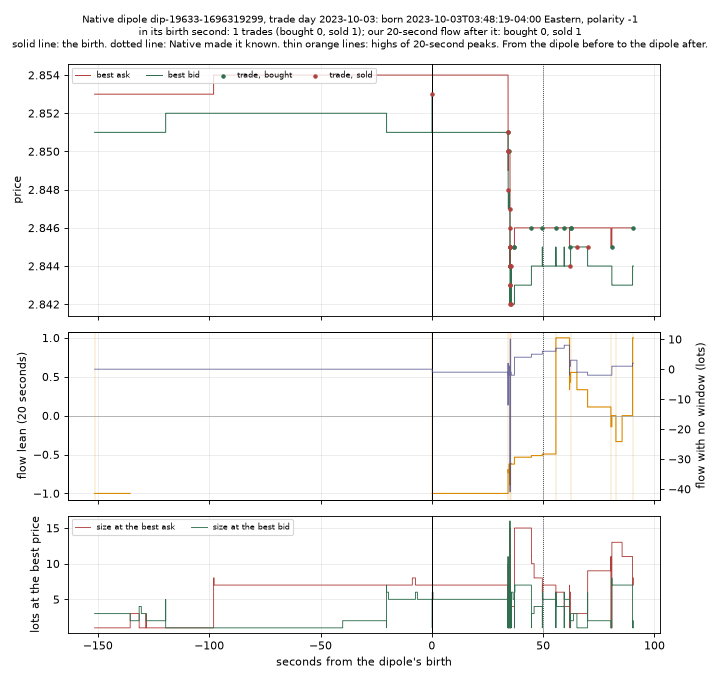 Native dipole dip-19633-1696319299, trade day 2023-10-03: born 2023-10-03T03:48:19-04:00 Eastern, polarity -1
in its birth second: 1 trades (bought 0, sold 1); our 20-second flow after it: bought 0, sold 1
solid line: the birth. dotted line: Native made it known. thin orange lines: highs of 20-second peaks. From the dipole before to the dipole after.
best ask
best bid
trade, bought
trade, sold
2.854
2.852
2.850
2.848
2.846
2.844
2.842
price
1.0
0.5
0.0
−0.5
−1.0
flow lean (20 seconds)
10
0
−10
−20
−30
−40
flow with no window (lots)
size at the best ask
size at the best bid
15
10
5
lots at the best price
−150
−100
−50
0
50
100
seconds from the dipole's birth